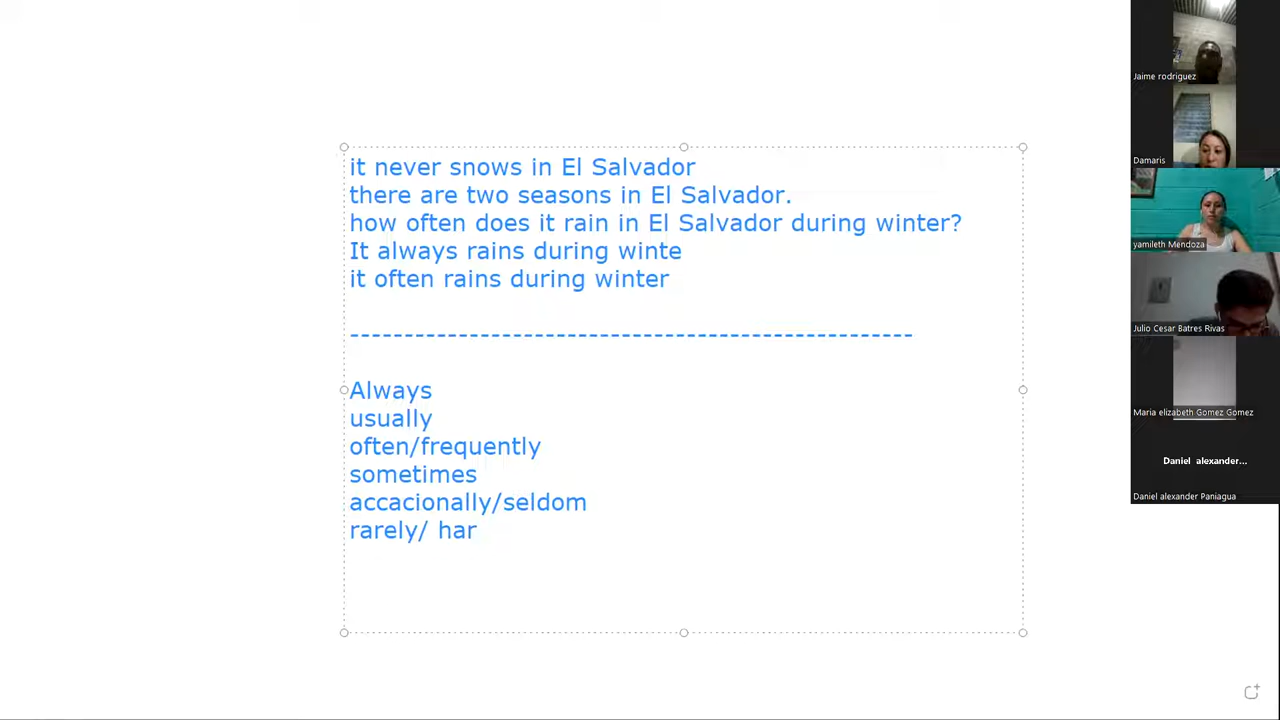 it never snows in El Salvador
there are two seasons in El Salvador.
how often does it rain in El Salvador during winter?
It always rains during winte
it often rains during winter
--------------------------------------------------
Always
usually
often/frequently
sometimes
accacionally/seldom
rarely/ har
Jaime rodriguez
Damaris
yamileth Mendoza
Julio Cesar Batres Rivas
Maria elizabeth Gomez Gomez
Daniel alexander...
Daniel alexander Paniagua